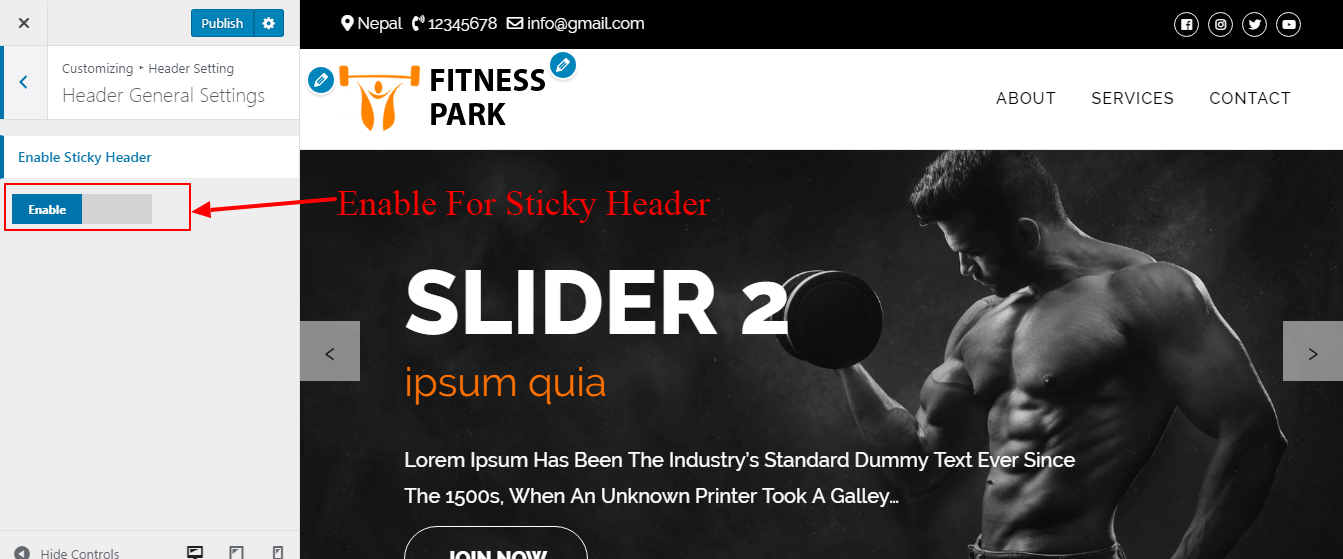 Publish
Customizing ▸ Header Setting
Header General Settings
Enable Sticky Header
Enable
Hide Controls
Nepal 12345678 info@gmail.com
FITNESS
PARK
ABOUT SERVICES CONTACT
Enable For Sticky Header
SLIDER 2
ipsum quia
< >
Lorem Ipsum Has Been The Industry's Standard Dummy Text Ever Since
The 1500s, When An Unknown Printer Took A Galley...
JOIN NOW